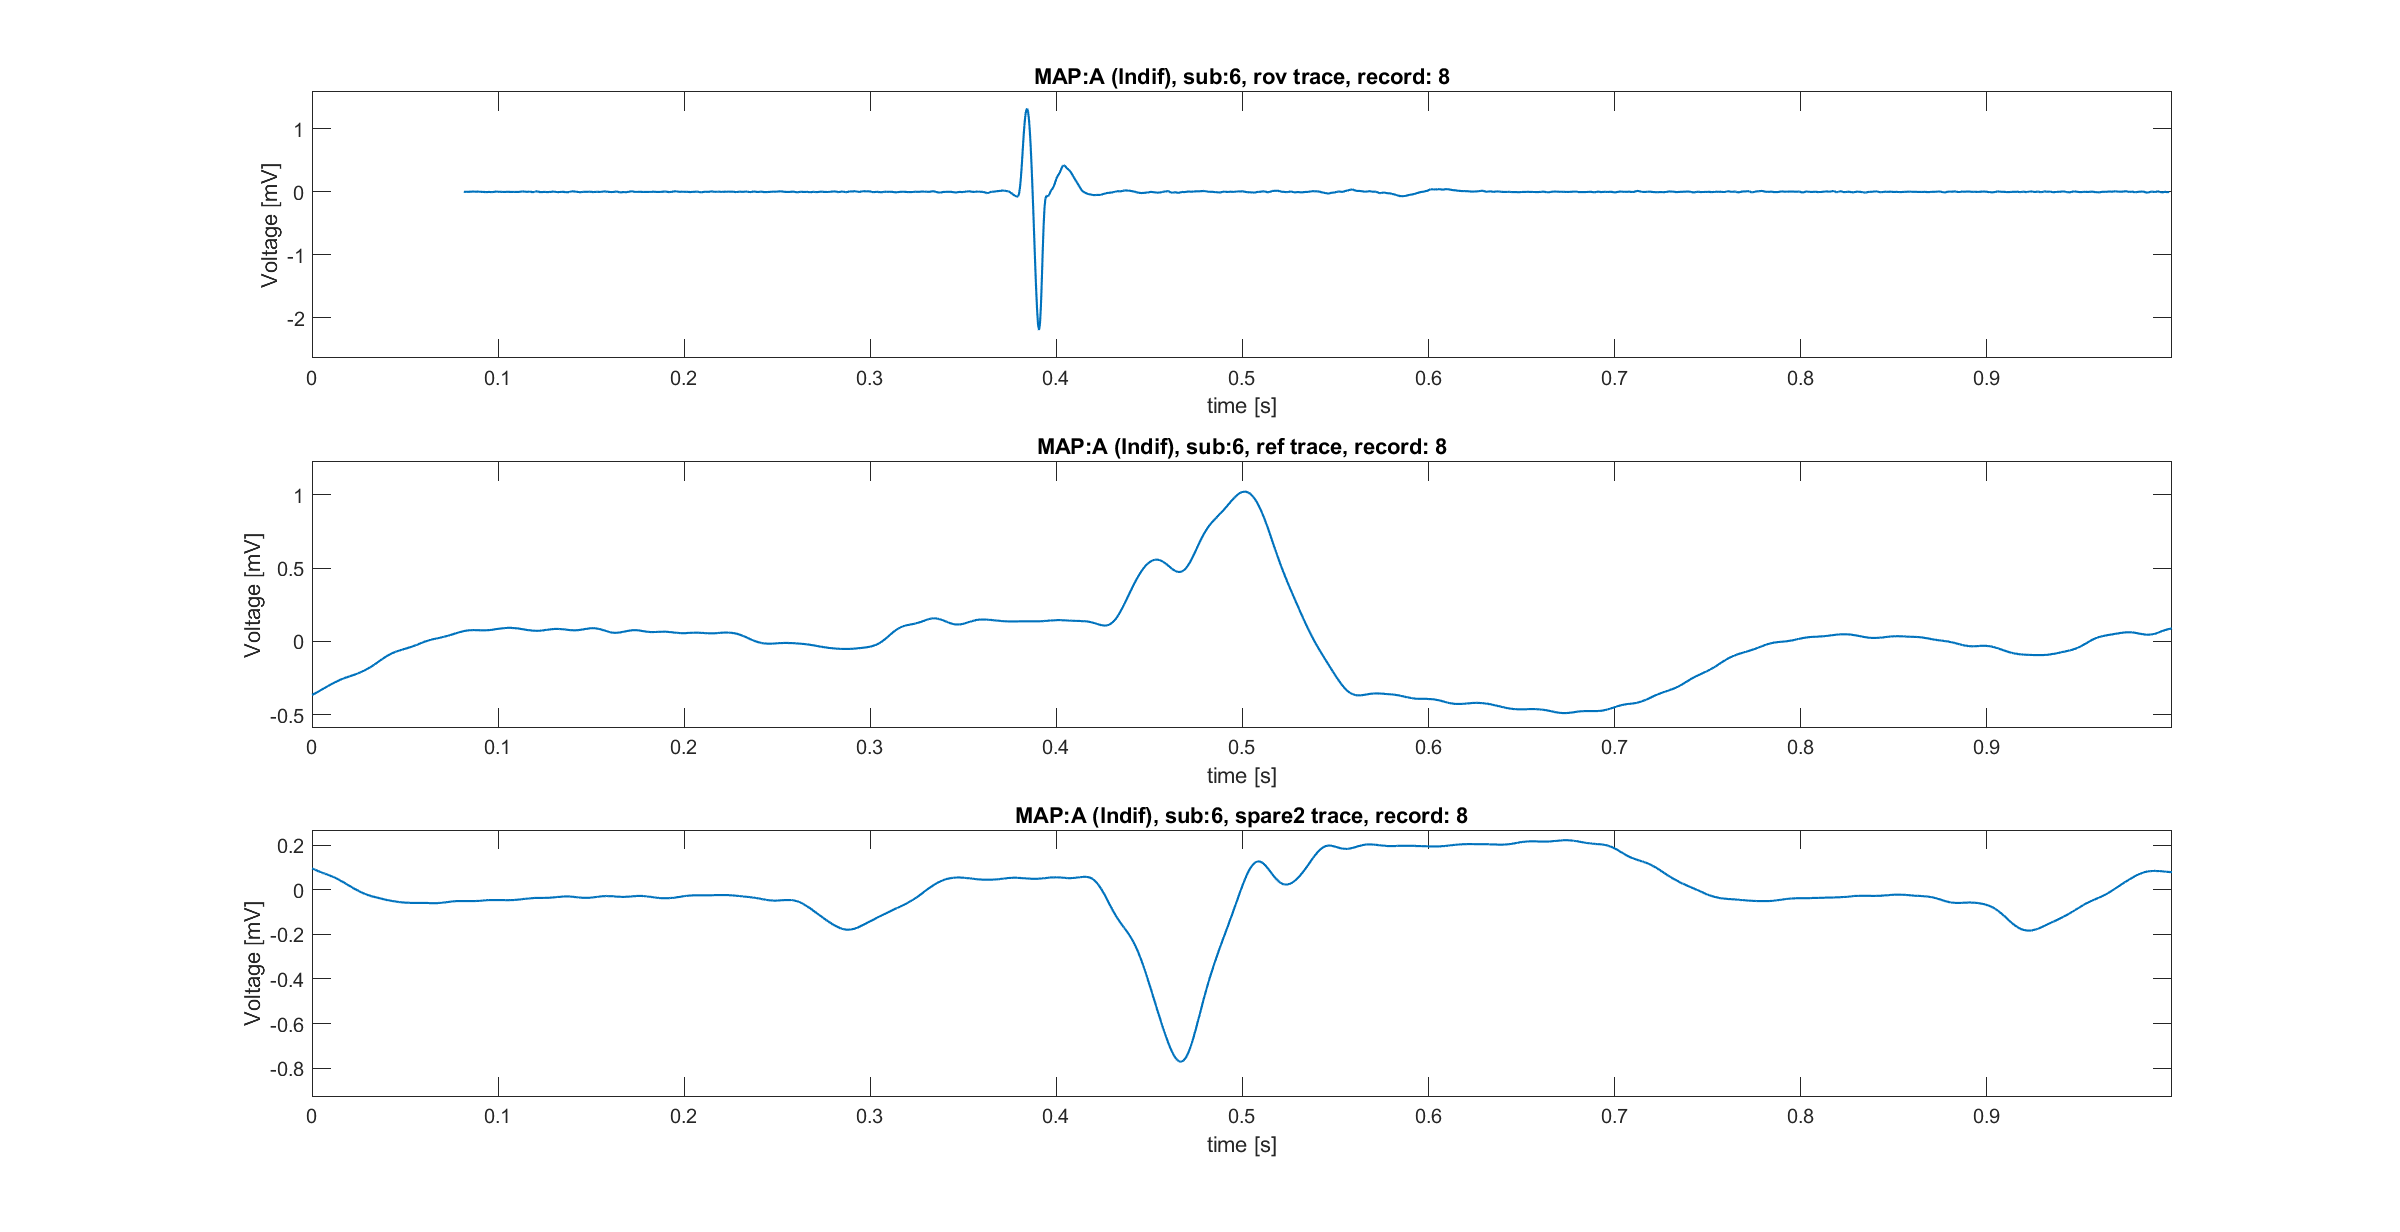 MAP:A (Indif), sub:6, rov trace, record: 8
Voltage [mV]
1
0
-1
-2
0 0.1 0.2 0.3 0.4 0.5 0.6 0.7 0.8 0.9
time [s]
MAP:A (Indif), sub:6, ref trace, record: 8
Voltage [mV]
1
0.5
0
-0.5
0 0.1 0.2 0.3 0.4 0.5 0.6 0.7 0.8 0.9
time [s]
MAP:A (Indif), sub:6, spare2 trace, record: 8
Voltage [mV]
0.2
0
-0.2
-0.4
-0.6
-0.8
0 0.1 0.2 0.3 0.4 0.5 0.6 0.7 0.8 0.9
time [s]